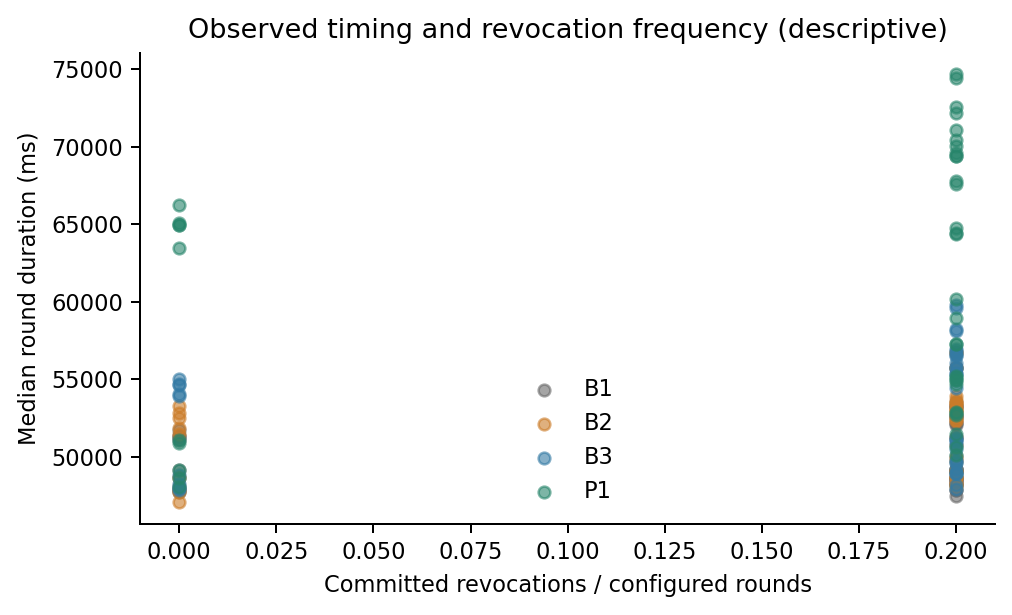 Observed timing and revocation frequency (descriptive)
Median round duration (ms)
75000
70000
65000
60000
55000
50000
B1
B2
B3
P1
0.000 0.025 0.050 0.075 0.100 0.125 0.150 0.175 0.200
Committed revocations / configured rounds